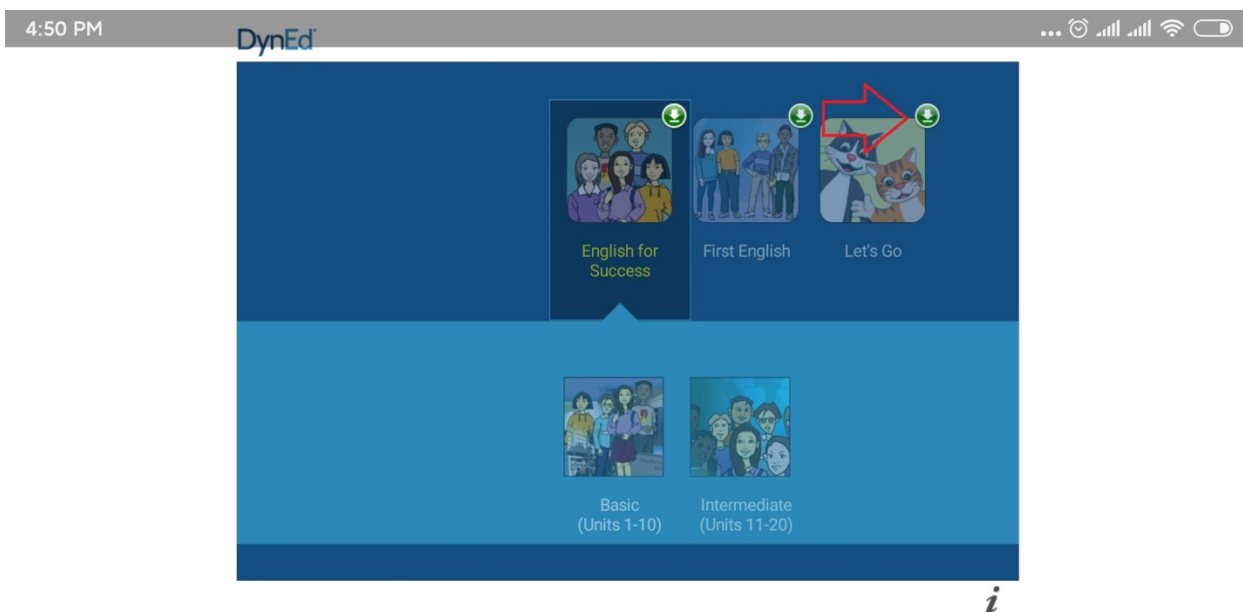 4:50 PM
DynEd
English for
Success
First English
Let's Go
Basic
(Units 1-10)
Intermediate
(Units 11-20)
i